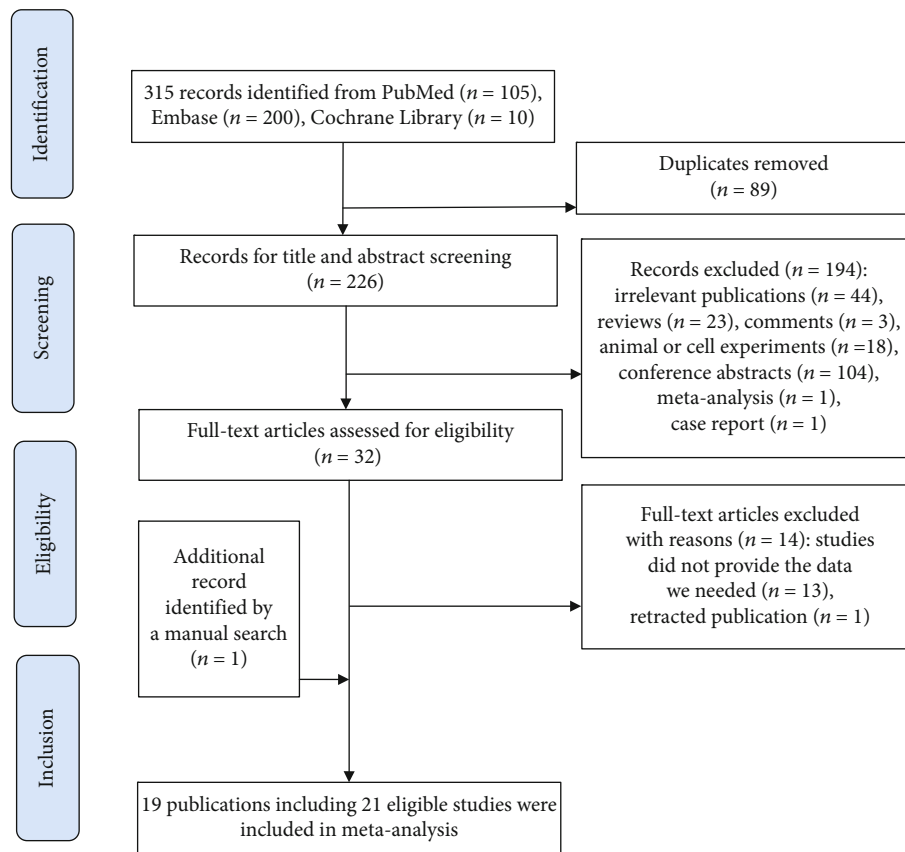 Identification
315 records identified from PubMed (n = 105),
Embase (n = 200), Cochrane Library (n = 10)
Duplicates removed
(n = 89)
Screening
Records for title and abstract screening
(n = 226)
Records excluded (n = 194):
irrelevant publications (n = 44),
reviews (n = 23), comments (n = 3),
animal or cell experiments (n =18),
conference abstracts (n = 104),
meta-analysis (n = 1),
case report (n = 1)
Full-text articles assessed for eligibility
(n = 32)
Eligibility
Full-text articles excluded
with reasons (n = 14): studies
did not provide the data
we needed (n = 13),
retracted publication (n = 1)
Additional
record
identified by
a manual search
(n = 1)
Inclusion
19 publications including 21 eligible studies were
included in meta-analysis